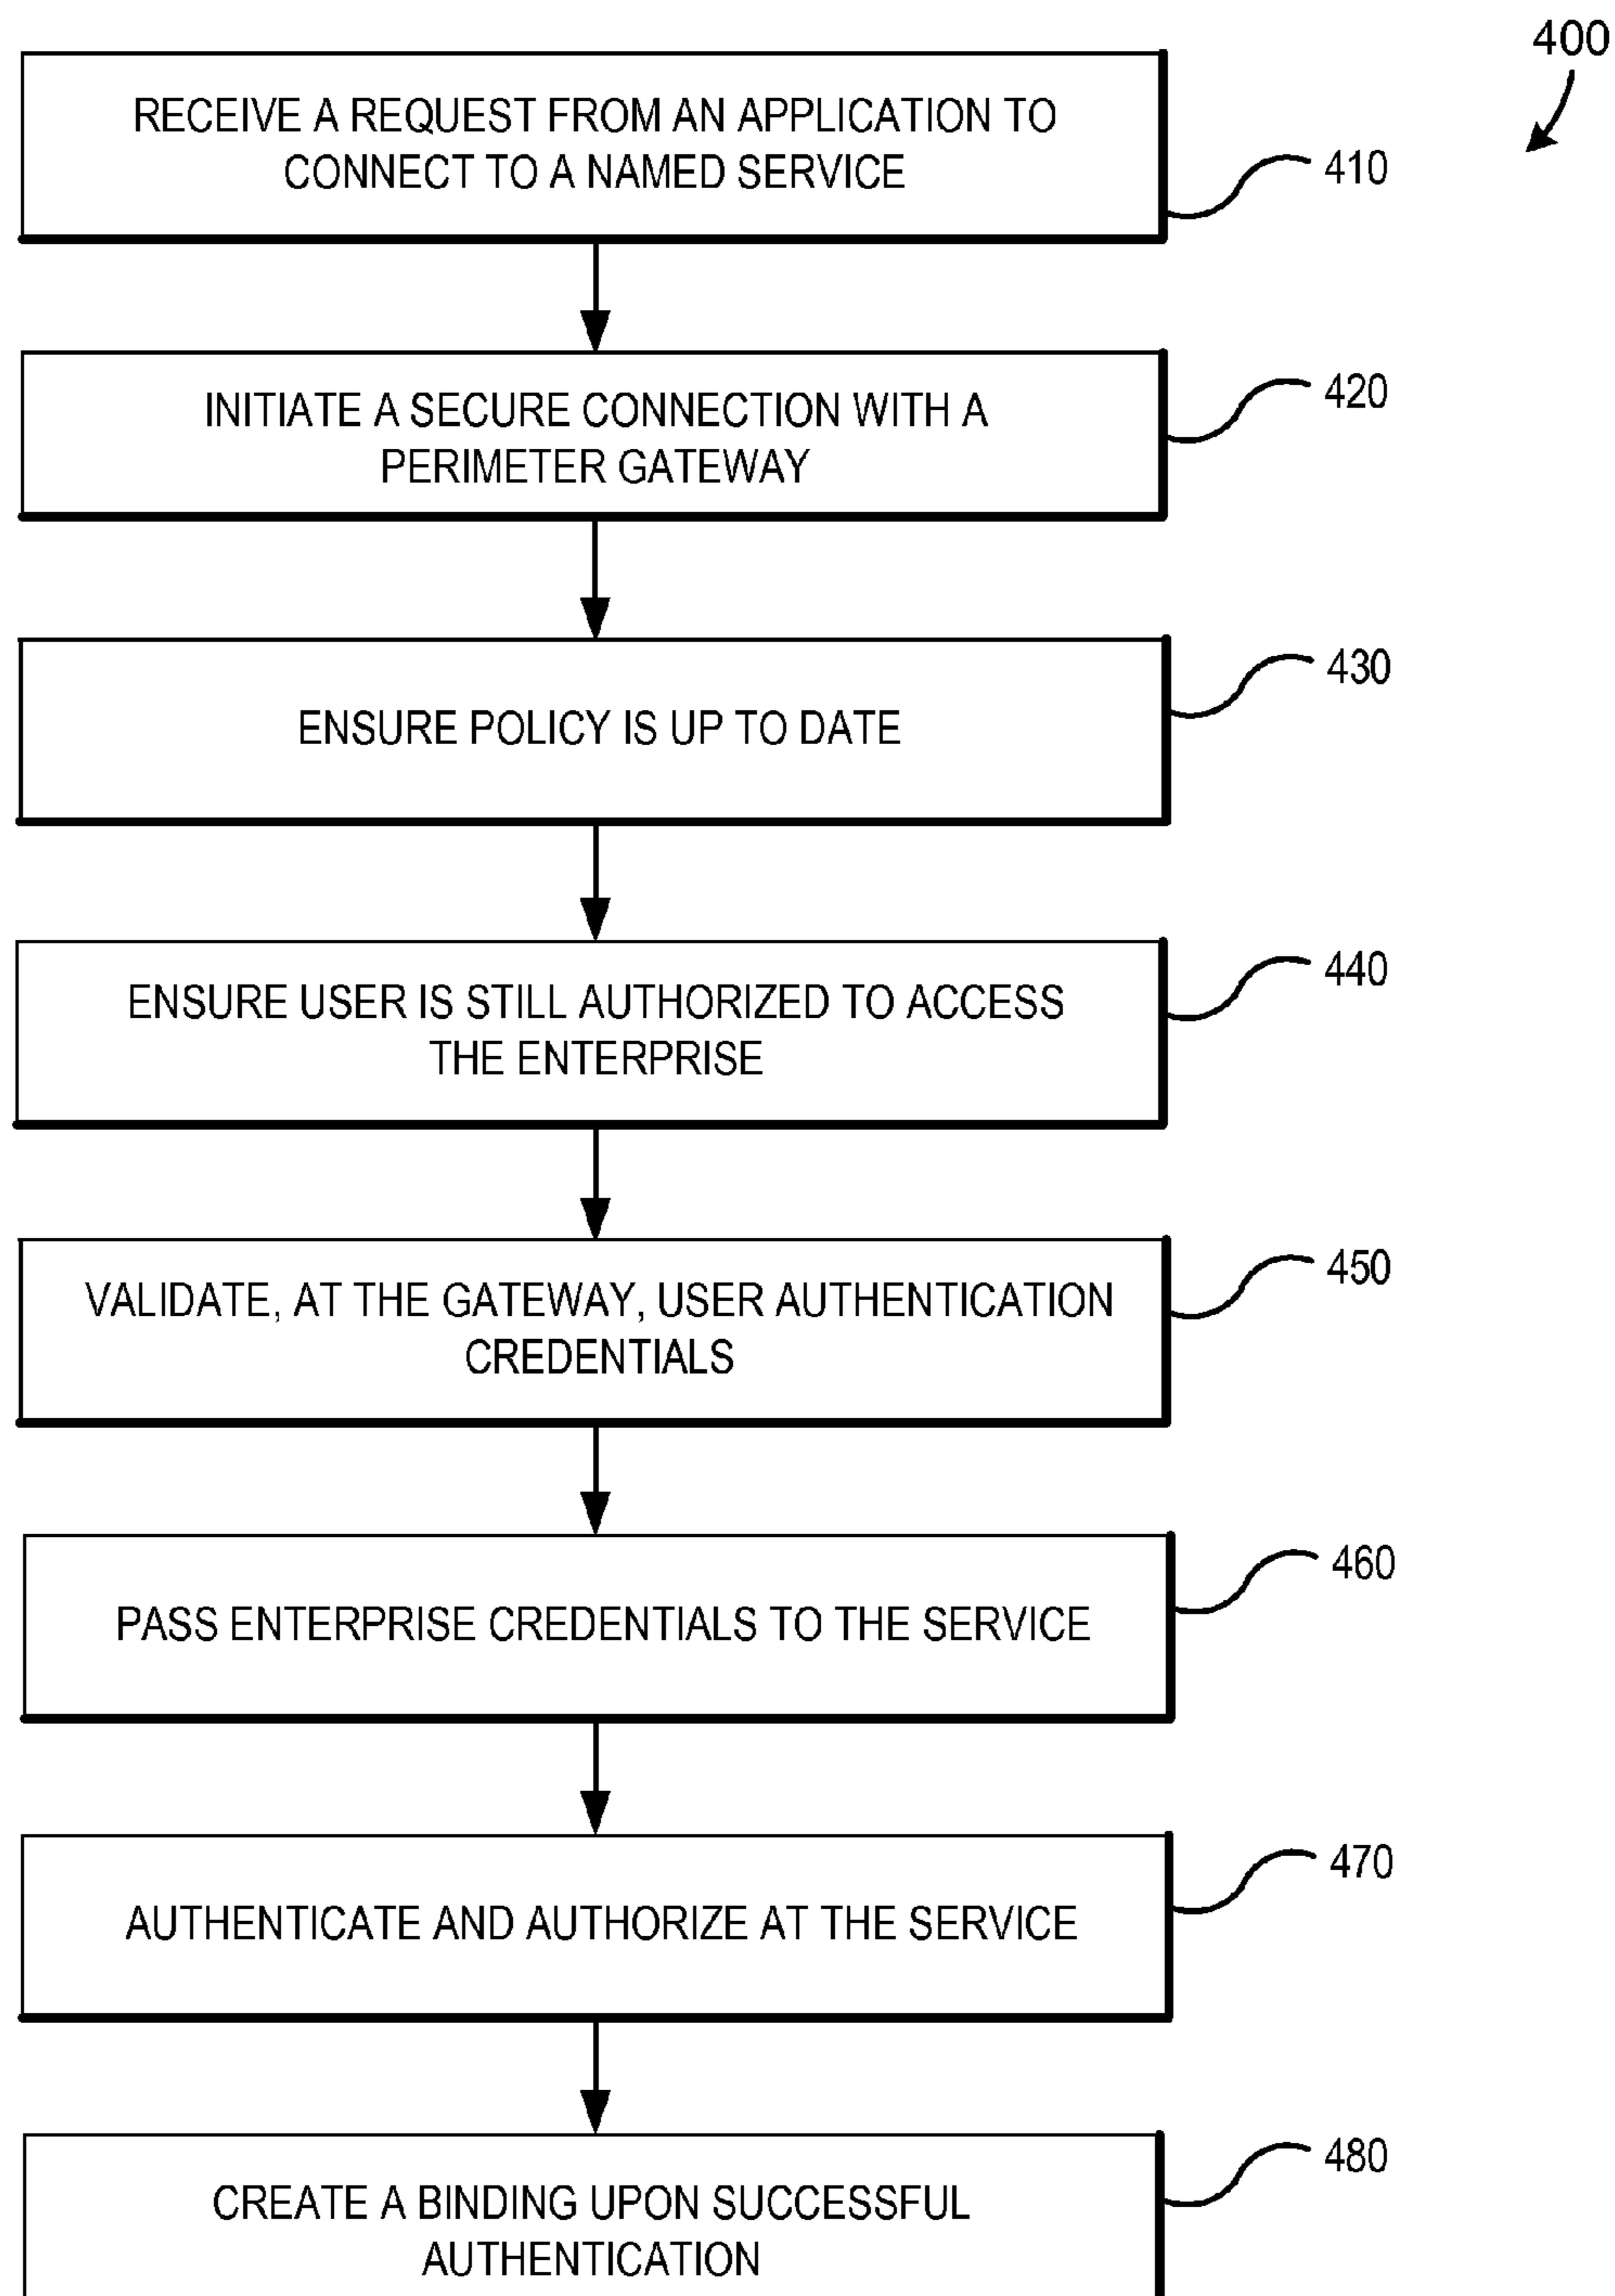 400
RECEIVE A REQUEST FROM AN APPLICATION TO
CONNECT TO A NAMED SERVICE
410
INITIATE A SECURE CONNECTION WITH A
PERIMETER GATEWAY
420
ENSURE POLICY IS UP TO DATE
430
ENSURE USER IS STILL AUTHORIZED TO ACCESS
THE ENTERPRISE
440
VALIDATE, AT THE GATEWAY, USER AUTHENTICATION
CREDENTIALS
450
PASS ENTERPRISE CREDENTIALS TO THE SERVICE
460
AUTHENTICATE AND AUTHORIZE AT THE SERVICE
470
CREATE A BINDING UPON SUCCESSFUL
AUTHENTICATION
480